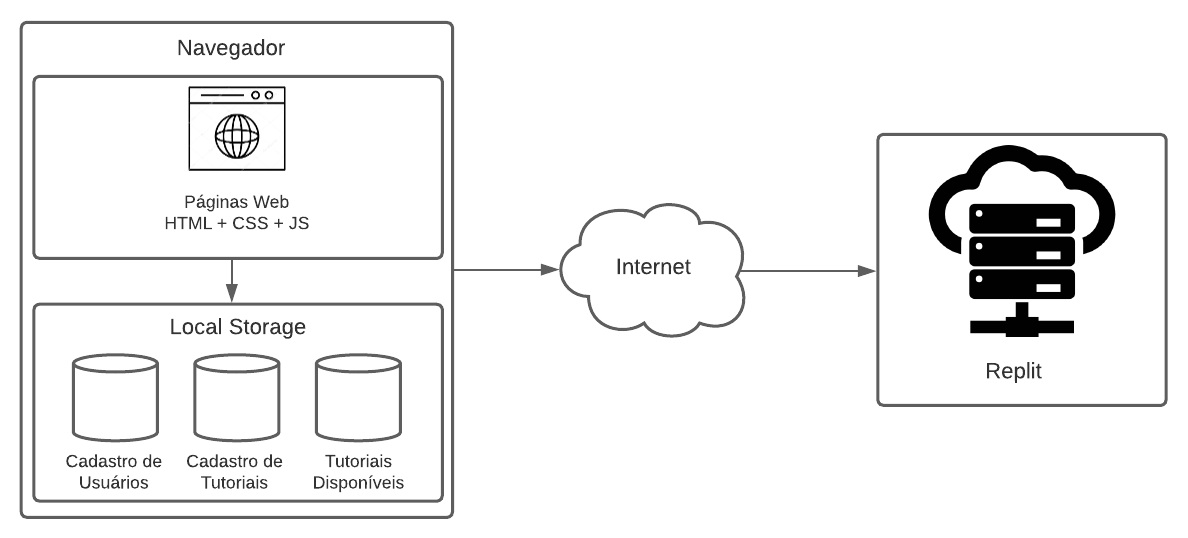 Navegador
Páginas Web
HTML + CSS + JS
Local Storage
Cadastro de
Usuários
Cadastro de
Tutoriais
Tutoriais
Disponíveis
Internet
Replit